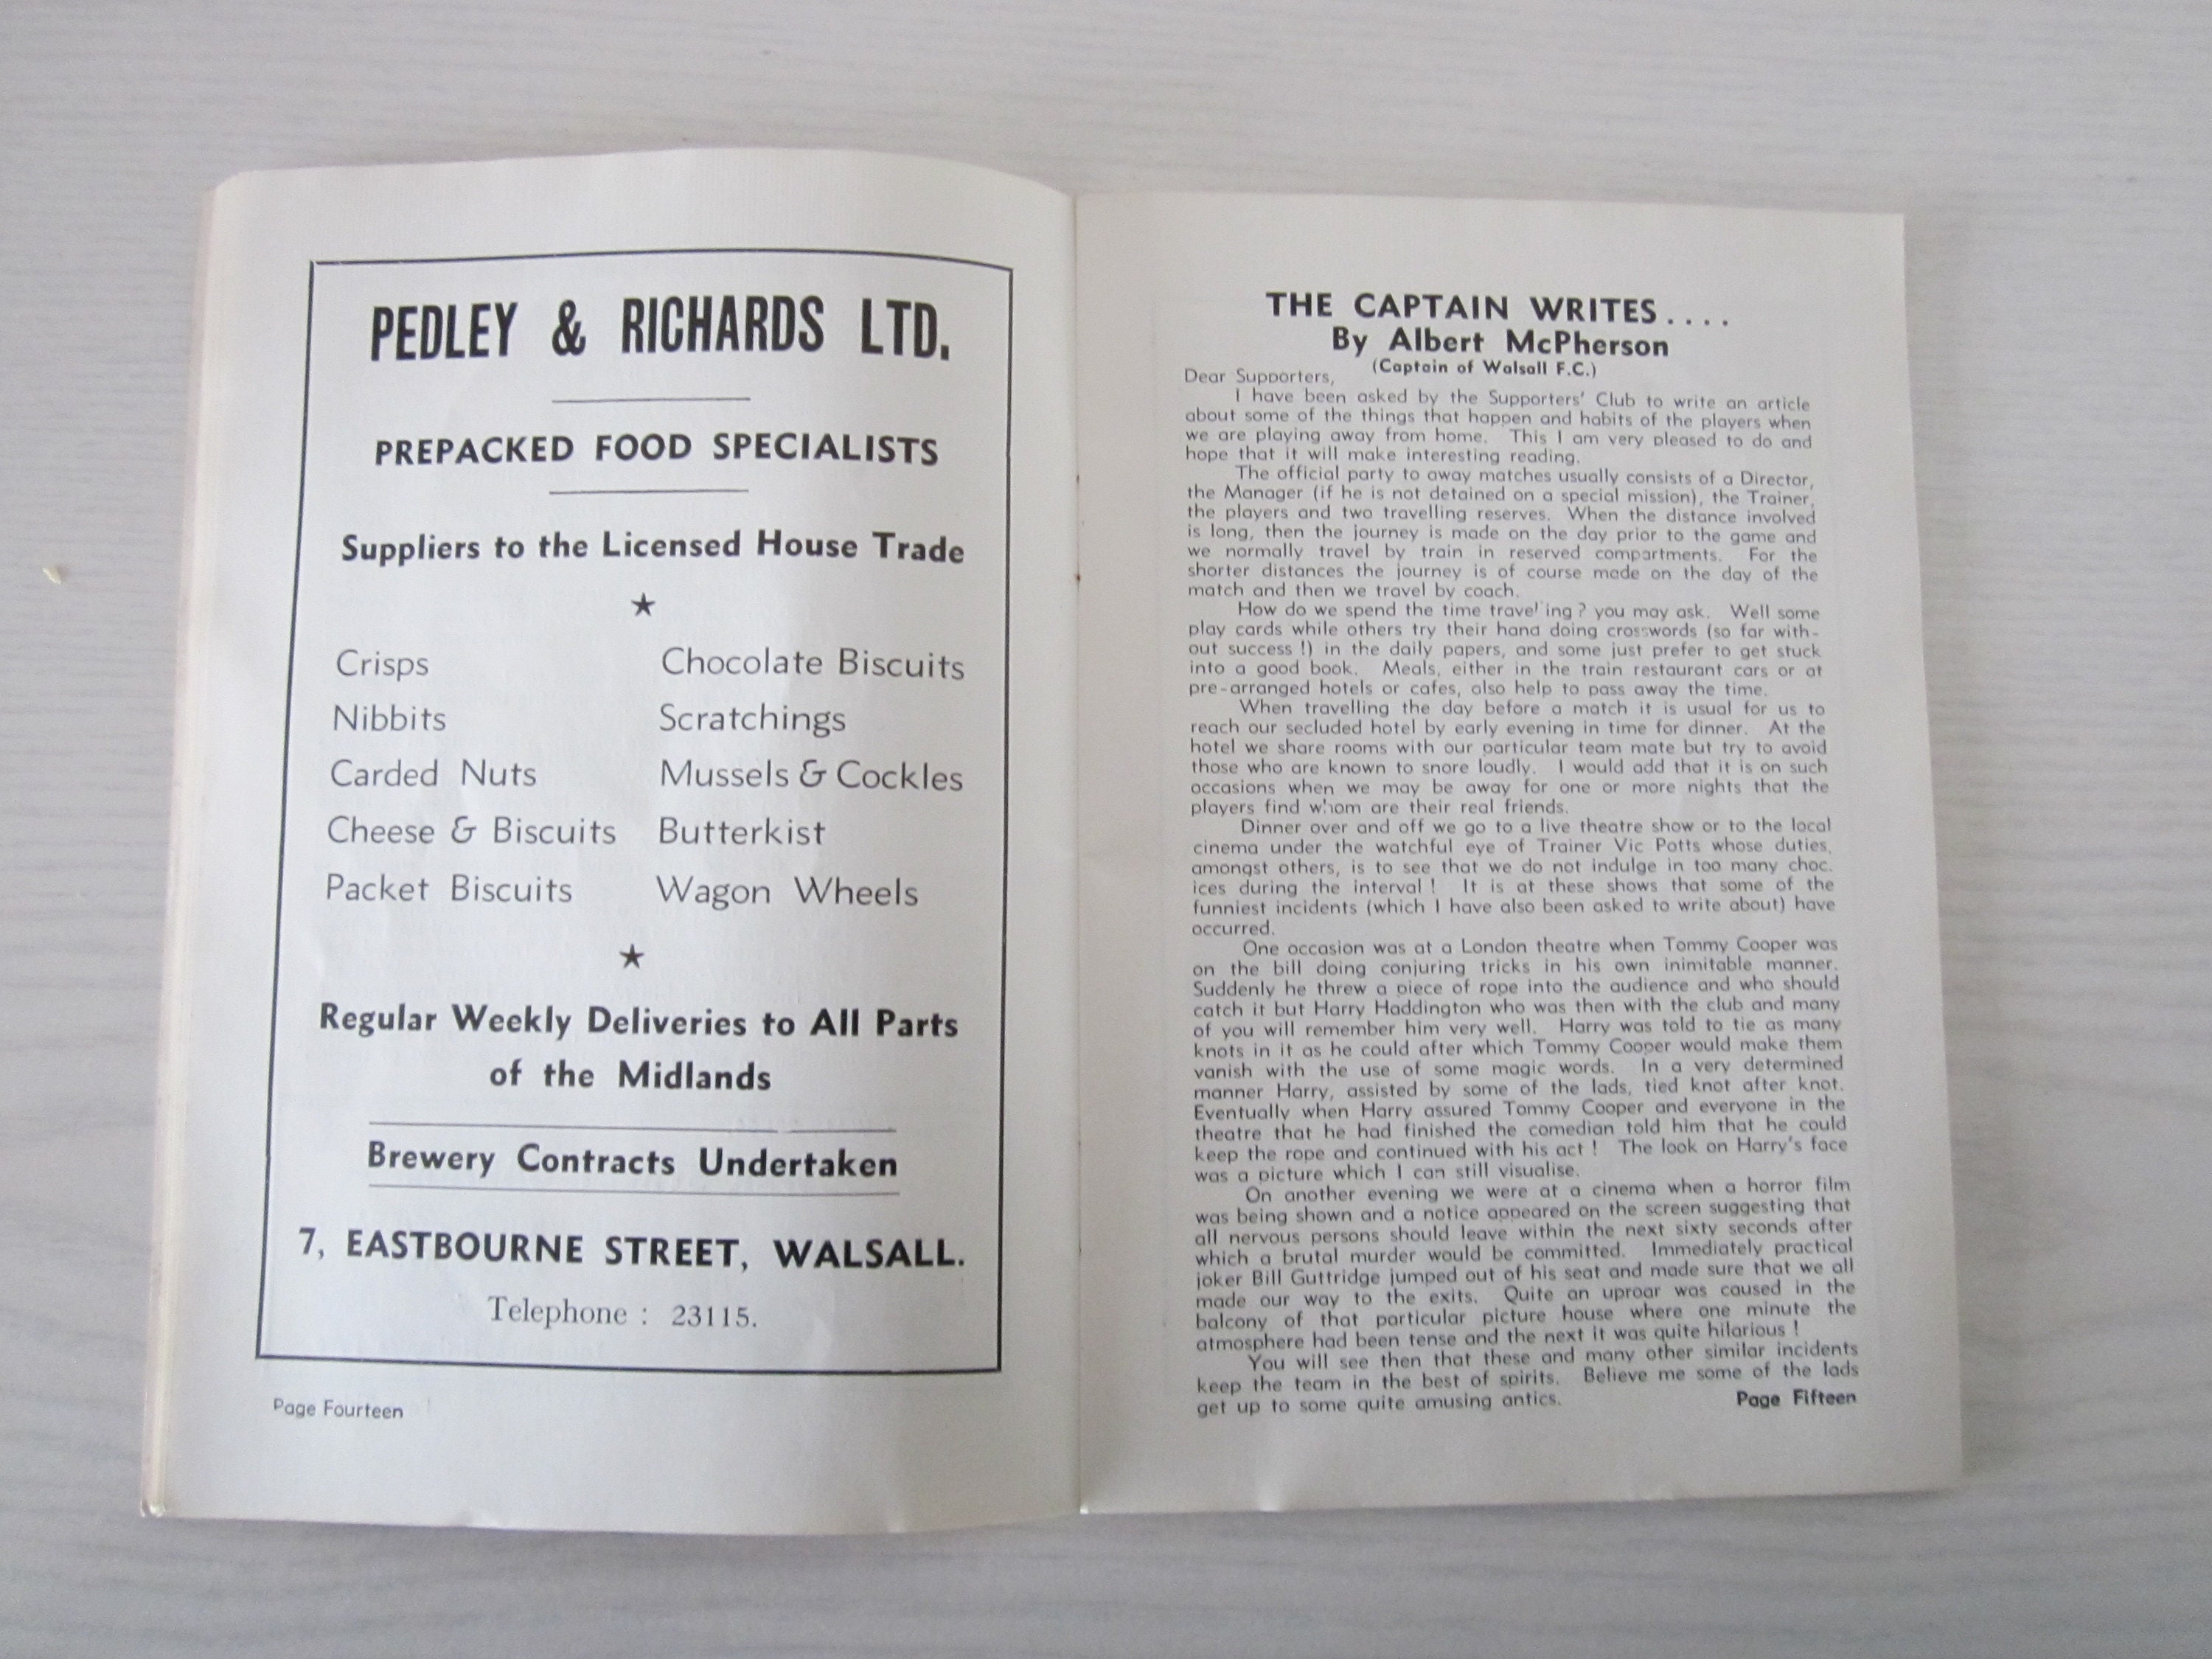 PEDLEY & RICHARDS LTD.
PREPACKED FOOD SPECIALISTS
Suppliers to the Licensed House Trade
★
Crisps
Nibbits
Carded Nuts
Cheese & Biscuits
Packet Biscuits
Chocolate Biscuits
Scratchings
Mussels & Cockles
Butterkist
Wagon Wheels
★
Regular Weekly Deliveries to All Parts
of the Midlands
Brewery Contracts Undertaken
7, EASTBOURNE STREET, WALSALL.
Telephone : 23115.
Page Fourteen
THE CAPTAIN WRITES . . . .
By Albert McPherson
(Captain of Walsall F.C.)
Dear Supporters,
I have been asked by the Supporters' Club to write an article
about some of the things that happen and habits of the players when
we are playing away from home. This I am very pleased to do and
hope that it will make interesting reading.
The official party to away matches usually consists of a Director,
the Manager (if he is not detained on a special mission), the Trainer,
the players and two travelling reserves. When the distance involved
is long, then the journey is made on the day prior to the game and
we normally travel by train in reserved compartments. For the
shorter distances the journey is of course made on the day of the
match and then we travel by coach.
How do we spend the time travelling ? you may ask. Well some
play cards while others try their hand doing crosswords (so far with-
out success !) in the daily papers, and some just prefer to get stuck
into a good book. Meals, either in the train restaurant cars or at
pre-arranged hotels or cafes, also help to pass away the time.
When travelling the day before a match it is usual for us to
reach our secluded hotel by early evening in time for dinner. At the
hotel we share rooms with our particular team mate but try to avoid
those who are known to snore loudly. I would add that it is on such
occasions when we may be away for one or more nights that the
players find whom are their real friends.
Dinner over and off we go to a live theatre show or to the local
cinema under the watchful eye of Trainer Vic Potts whose duties,
amongst others, is to see that we do not indulge in too many choc.
ices during the interval ! It is at these shows that some of the
funniest incidents (which I have also been asked to write about) have
occurred.
One occasion was at a London theatre when Tommy Cooper was
on the bill doing conjuring tricks in his own inimitable manner.
Suddenly he threw a piece of rope into the audience and who should
catch it but Harry Haddington who was then with the club and many
of you will remember him very well. Harry was told to tie as many
knots in it as he could after which Tommy Cooper would make them
vanish with the use of some magic words. In a very determined
manner Harry, assisted by some of the lads, tied knot after knot.
Eventually when Harry assured Tommy Cooper and everyone in the
theatre that he had finished the comedian told him that he could
keep the rope and continued with his act ! The look on Harry's face
was a picture which I can still visualise.
On another evening we were at a cinema when a horror film
was being shown and a notice appeared on the screen suggesting that
all nervous persons should leave within the next sixty seconds after
which a brutal murder would be committed. Immediately practical
joker Bill Guttridge jumped out of his seat and made sure that we all
made our way to the exits. Quite an uproar was caused in the
balcony of that particular picture house where one minute the
atmosphere had been tense and the next it was quite hilarious !
You will see then that these and many other similar incidents
keep the team in the best of spirits. Believe me some of the lads
get up to some quite amusing antics.
Page Fifteen